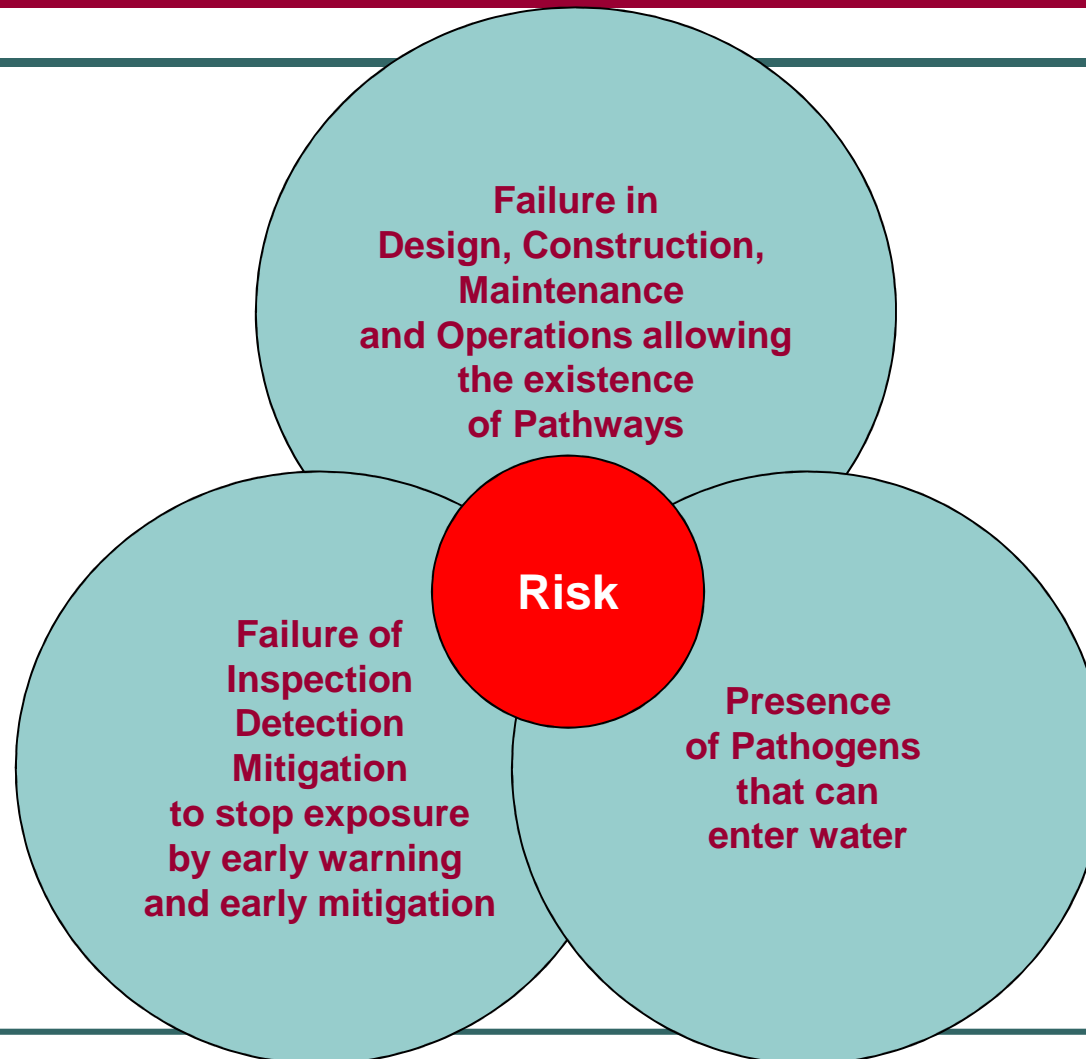 Failure in
Design, Construction,
Maintenance
and Operations allowing
the existence
of Pathways
Risk
Failure of
Inspection
Detection
Mitigation
to stop exposure
by early warning
and early mitigation
Presence
of Pathogens
that can
enter water